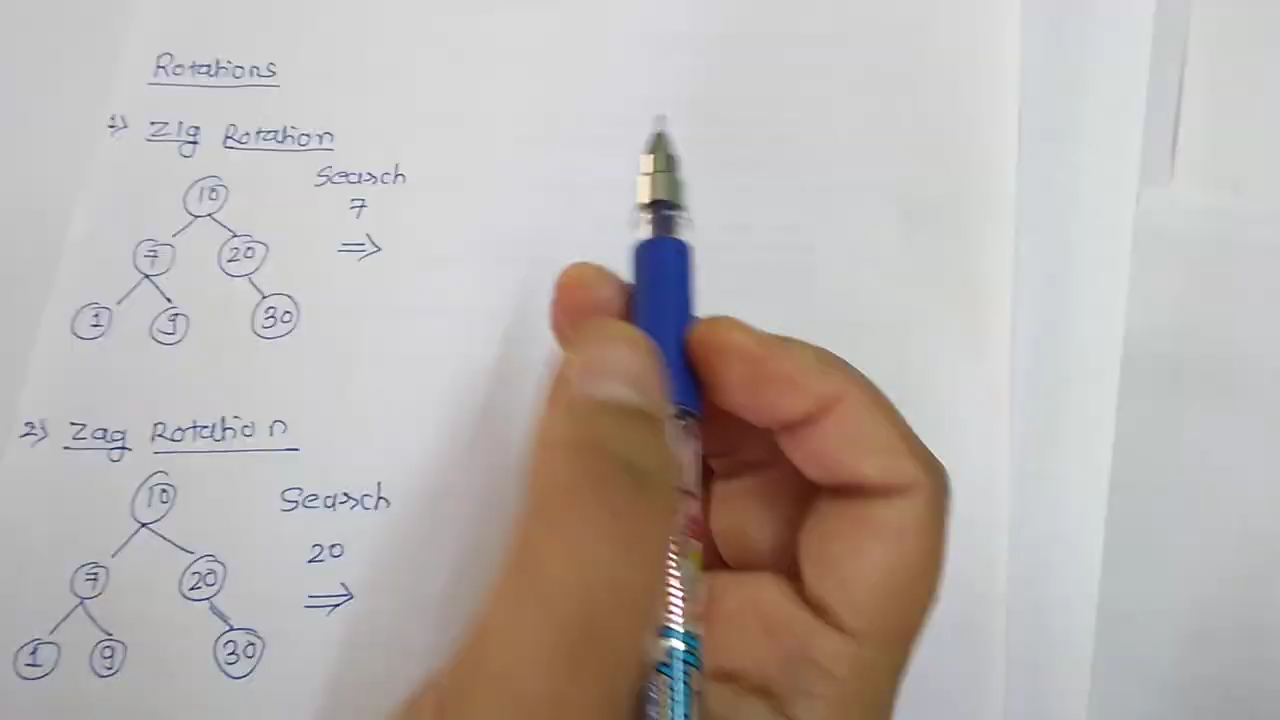 Rotations
1) Zig Rotation
Search
10
7
7 20
1 9 30
2) Zag Rotation
10
Search
20
7 20
1 9 30